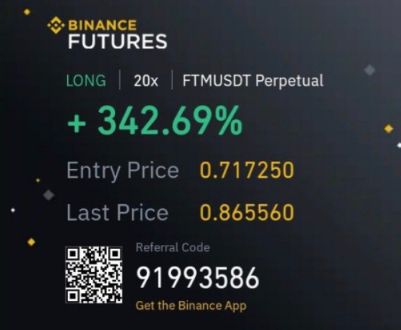 BINANCE
FUTURES
LONG | 20x | FTMUSDT Perpetual
+ 342.69%
Entry Price 0.717250
Last Price 0.865560
Referral Code
91993586
Get the Binance App